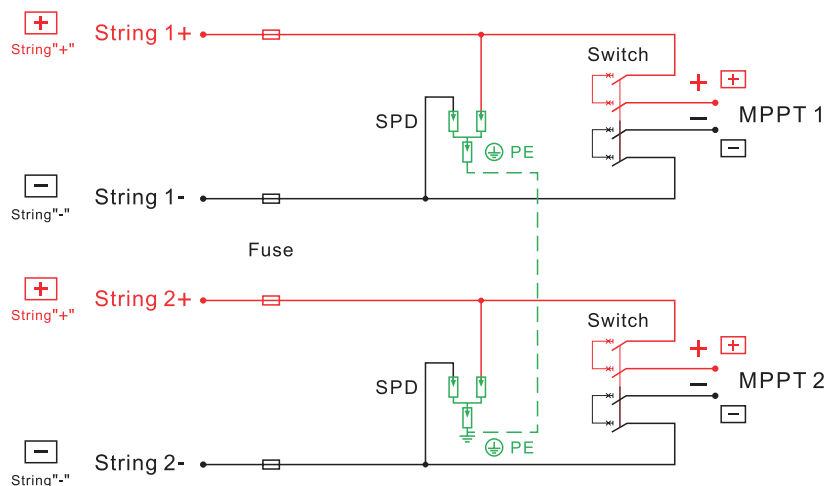 String 1+
String"+"
Switch
+
MPPT 1
−
SPD
PE
String 1-
String"-"
Fuse
String 2+
String"+"
Switch
+
MPPT 2
−
SPD
PE
String 2-
String"-"